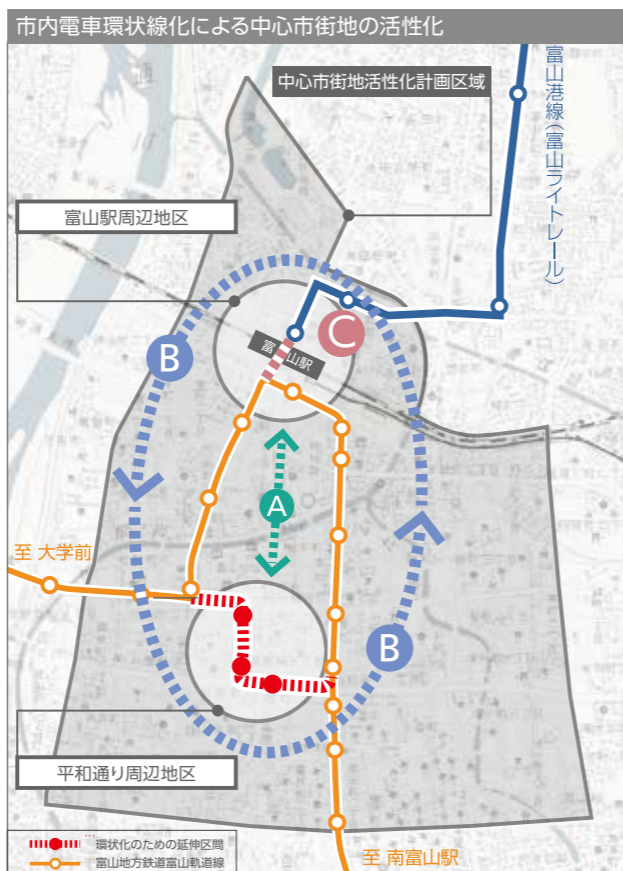 市内電車環状線化による中心市街地の活性化
中心市街地活性化計画区域
富山港線(富山ライトレール)
富山駅周辺地区
C
富山駅
B
A
至 大学前
B
平和通り周辺地区
環状化のための延伸区間
富山地方鉄道富山軌道線
至 南富山駅